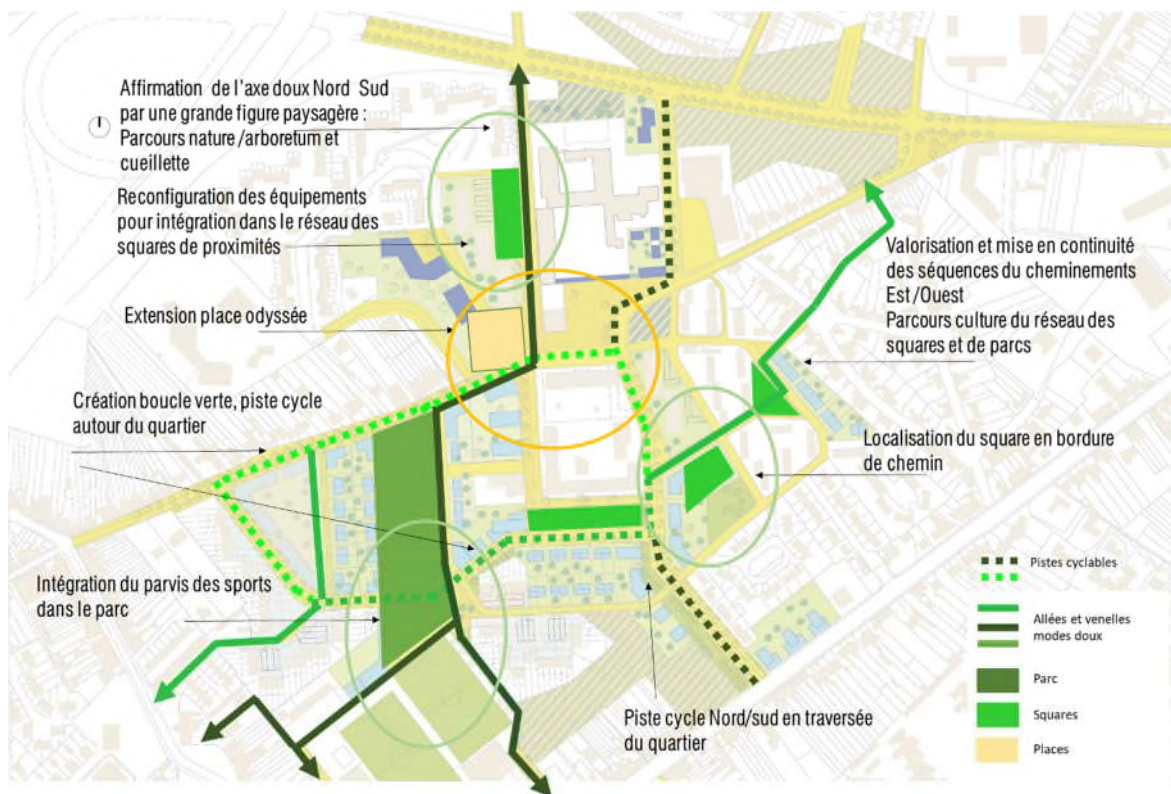 Affirmation de l'axe doux Nord Sud
par une grande figure paysagère :
Parcours nature /arboretum et
cueillette
Reconfiguration des équipements
pour intégration dans le réseau des
squares de proximités
Extension place odyssée
Création boucle verte, piste cycle
autour du quartier
Intégration du parvis des sports
dans le parc
Valorisation et mise en continuité
des séquences du cheminements
Est /Ouest
Parcours culture du réseau des
squares et de parcs
Localisation du square en bordure
de chemin
Piste cycle Nord/sud en traversée
du quartier
Pistes cyclables
Allées et venelles
modes doux
Parc
Squares
Places